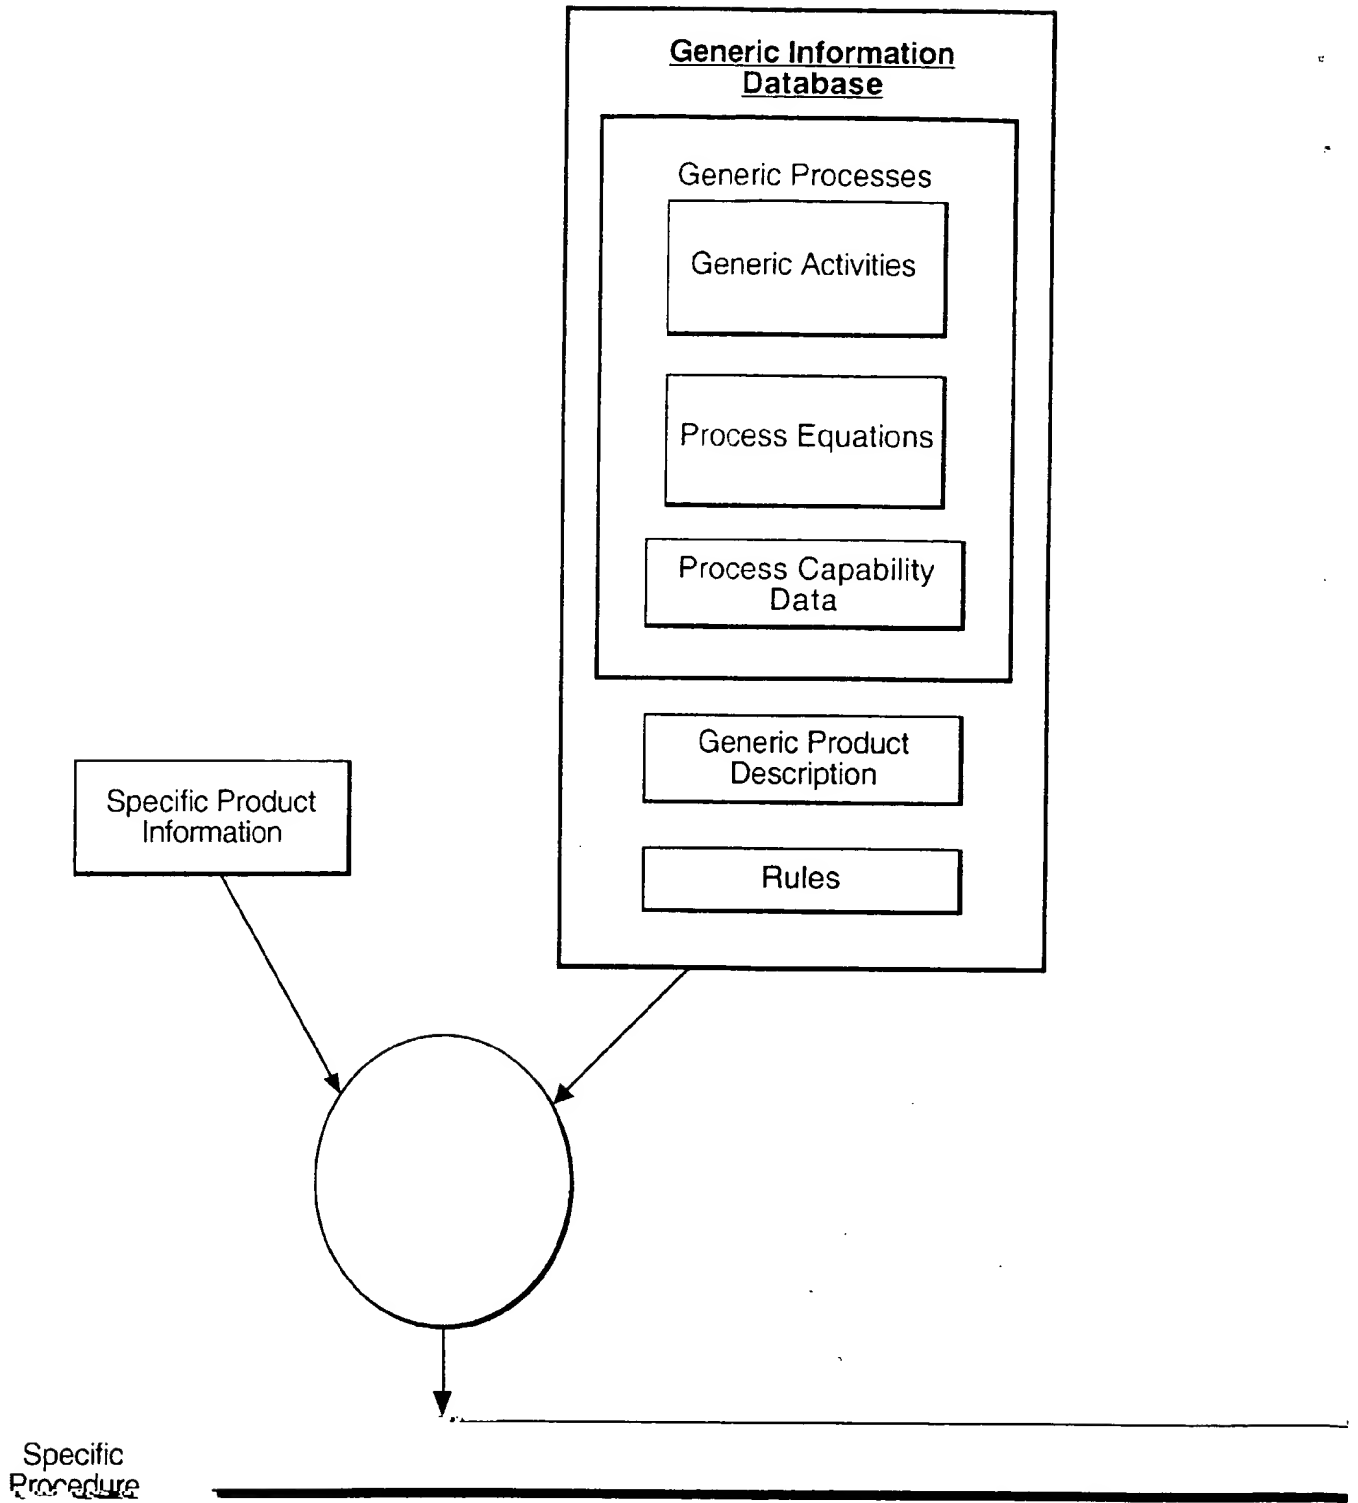 Generic Information
Database
Generic Processes
Generic Activities
Process Equations
Process Capability
Data
Generic Product
Description
Rules
Specific Product
Information
Specific
Procedure